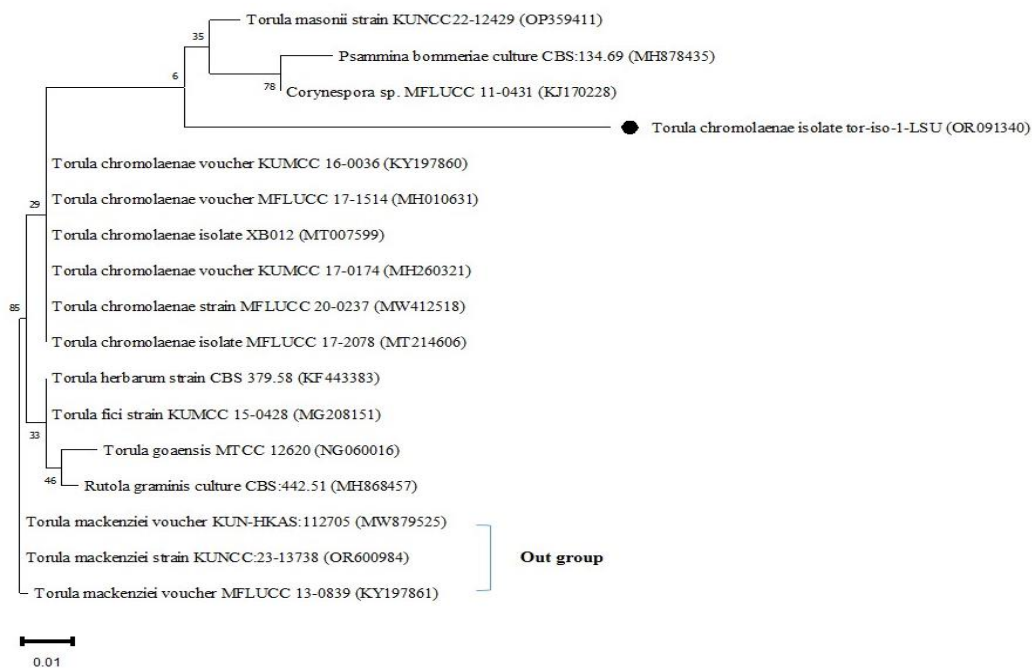 Torula masonii strain KUNCC22-12429 (OP359411)
35
Psammina bommeriae culture CBS:134.69 (MH878435)
6
78
Corynespora sp. MFLUCC 11-0431 (KJ170228)
Torula chromolaenae isolate tor-iso-1-LSU (OR091340)
Torula chromolaenae voucher KUMCC 16-0036 (KY197860)
Torula chromolaenae voucher MFLUCC 17-1514 (MH010631)
29
Torula chromolaenae isolate XB012 (MT007599)
Torula chromolaenae voucher KUMCC 17-0174 (MH260321)
Torula chromolaenae strain MFLUCC 20-0237 (MW412518)
85
Torula chromolaenae isolate MFLUCC 17-2078 (MT214606)
Torula herbarum strain CBS 379.58 (KF443383)
Torula fici strain KUMCC 15-0428 (MG208151)
33
Torula goaensis MTCC 12620 (NG060016)
46
Rutola graminis culture CBS:442.51 (MH868457)
Torula mackenziei voucher KUN-HKAS:112705 (MW879525)
Torula mackenziei strain KUNCC:23-13738 (OR600984)
Out group
Torula mackenziei voucher MFLUCC 13-0839 (KY197861)
0.01